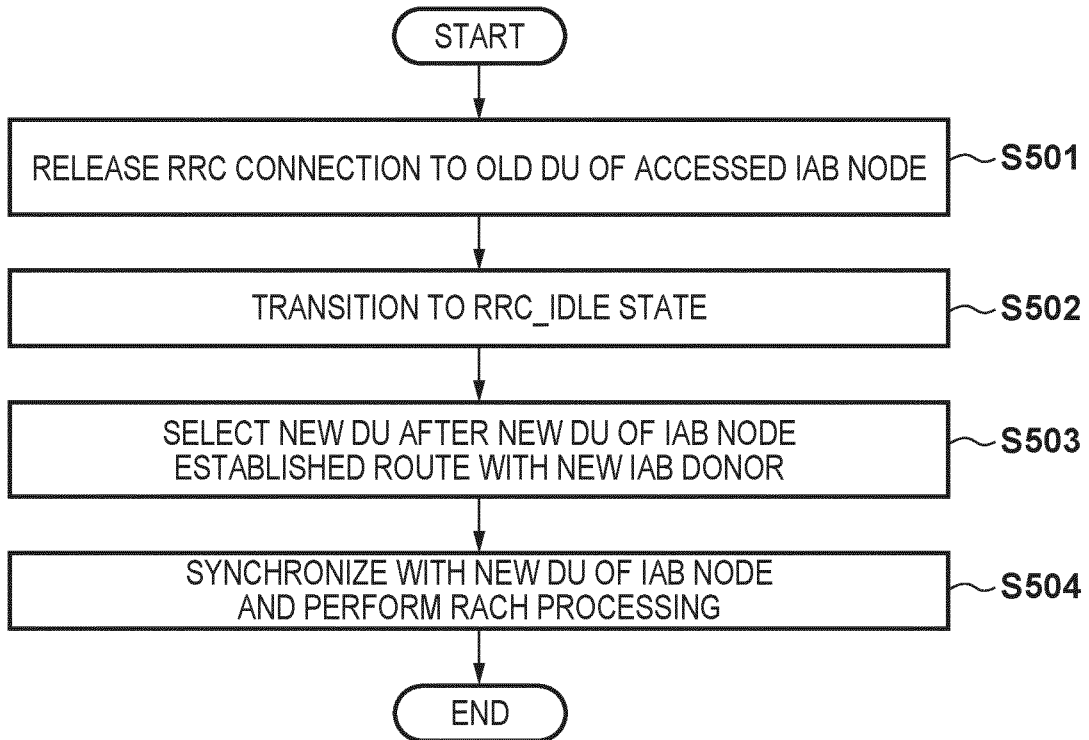 START
RELEASE RRC CONNECTION TO OLD DU OF ACCESSED IAB NODE
S501
TRANSITION TO RRC_IDLE STATE
S502
SELECT NEW DU AFTER NEW DU OF IAB NODE
ESTABLISHED ROUTE WITH NEW IAB DONOR
S503
SYNCHRONIZE WITH NEW DU OF IAB NODE
AND PERFORM RACH PROCESSING
S504
END